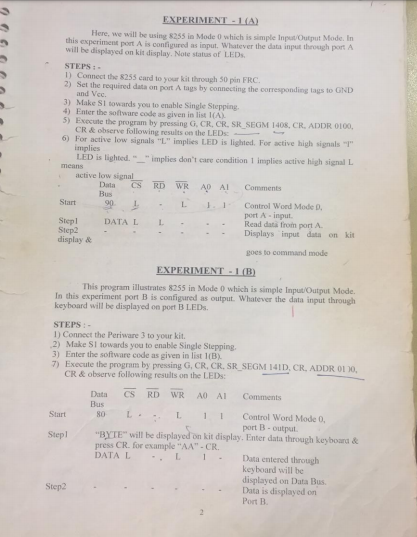 EXPERIMENT - 1 (A)
Here, we will be using 8255 in Mode 0 which is simple Input/Output Mode. In
this experiment port A is configured as input. Whatever the data input through port A
will be displayed on kit display. Note status of LEDs.
STEPS : -
1) Connect the 8255 card to your kit through 50 pin FRC.
2) Set the required data on port A tags by connecting the corresponding tags to GND
and Vcc.
3) Make S1 towards you to enable Single Stepping.
4) Enter the software code as given in list 1(A).
5) Execute the program by pressing G, CR, CR, SR_SEGM 1408, CR, ADDR 0100,
CR & observe following results on the LEDs:
6) For active low signals "L" implies LED is lighted. For active high signals "1"
implies
LED is lighted. "_ " implies don't care condition 1 implies active high signal L
means
active low signal
Data CS RD WR A0 A1 Comments
Bus
Start 90 L - L 1 1 Control Word Mode 0,
port A - input.
Step1 DATA L L - - - Read data from port A.
Step2 - - - - - - Displays input data on kit
display &
goes to command mode
EXPERIMENT - 1 (B)
This program illustrates 8255 in Mode 0 which is simple Input/Output Mode.
In this experiment port B is configured as output. Whatever the data input through
keyboard will be displayed on port B LEDs.
STEPS : -
1) Connect the Periware 3 to your kit.
2) Make S1 towards you to enable Single Stepping.
3) Enter the software code as given in list 1(B).
7) Execute the program by pressing G, CR, CR, SR_SEGM 141D, CR, ADDR
CR & observe following results on the LEDs:
Data CS RD WR A0 A1 Comments
Bus
Start 80 L - - L 1 1 Control Word Mode 0,
port B - output.
Step1 "BYTE" will be displayed on kit display. Enter data through keyboard &
press CR. for example "AA" - CR.
DATA L - L 1 - Data entered through
keyboard will be
displayed on Data Bus.
Step2 - - - - - - Data is displayed on
Port B.
2